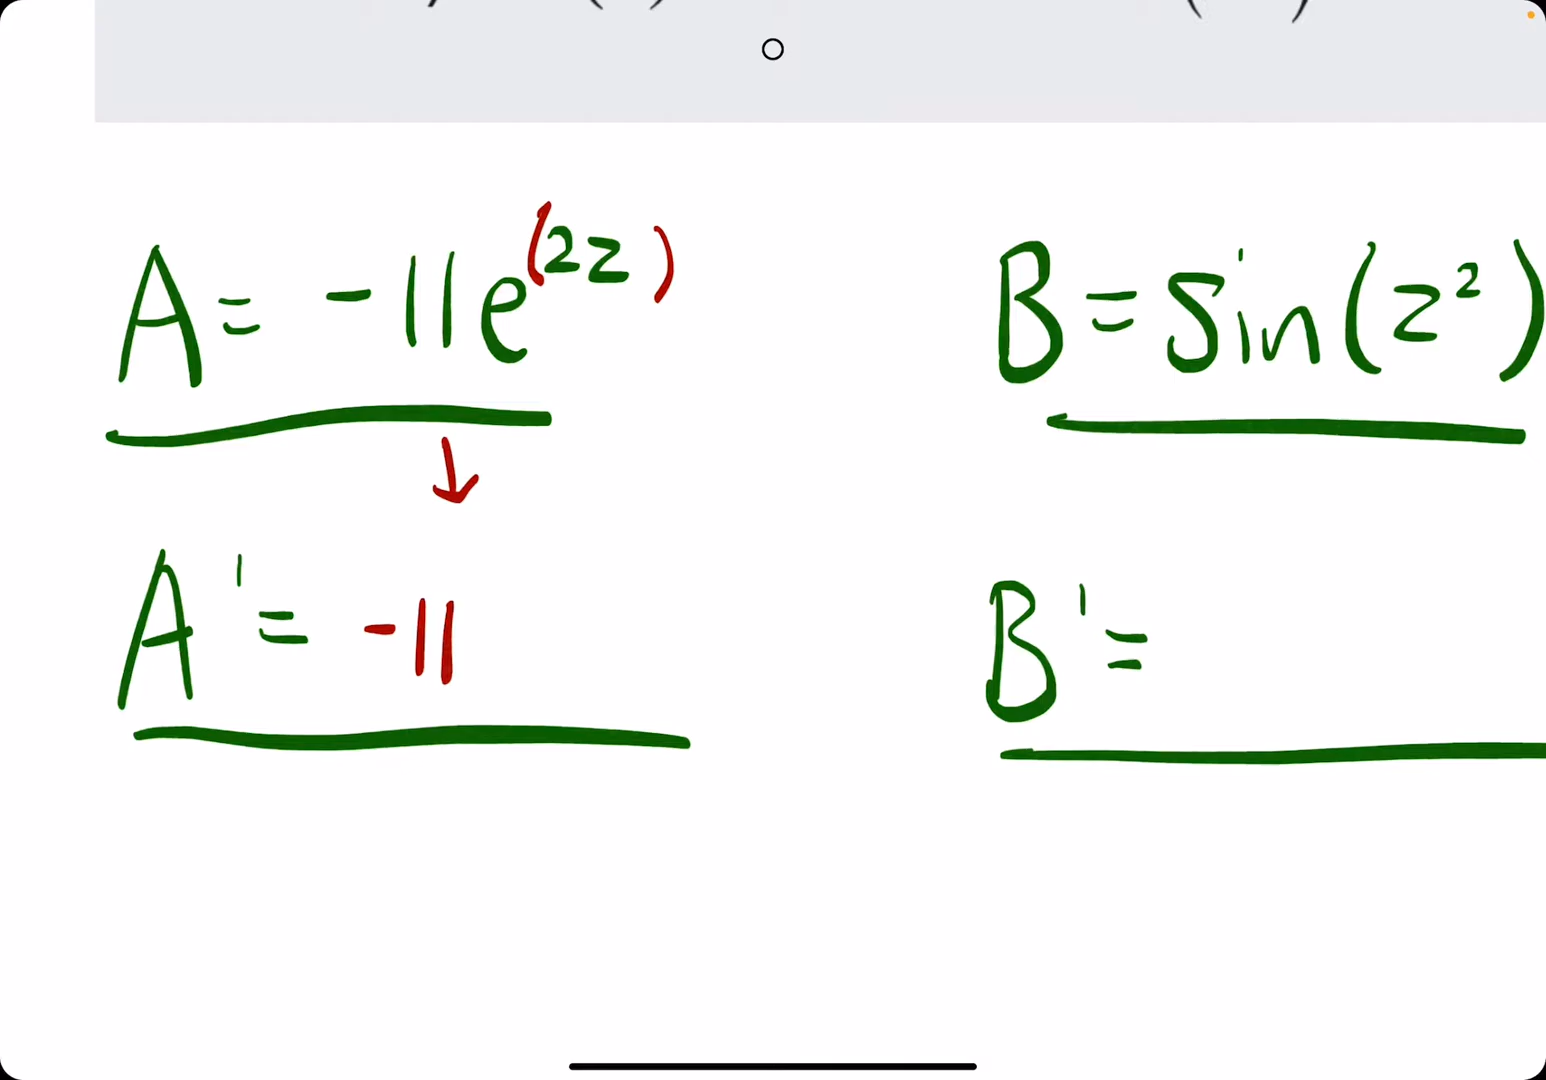 A = -11e^(2z)
B = sin(z²)
A' = -11
B' =